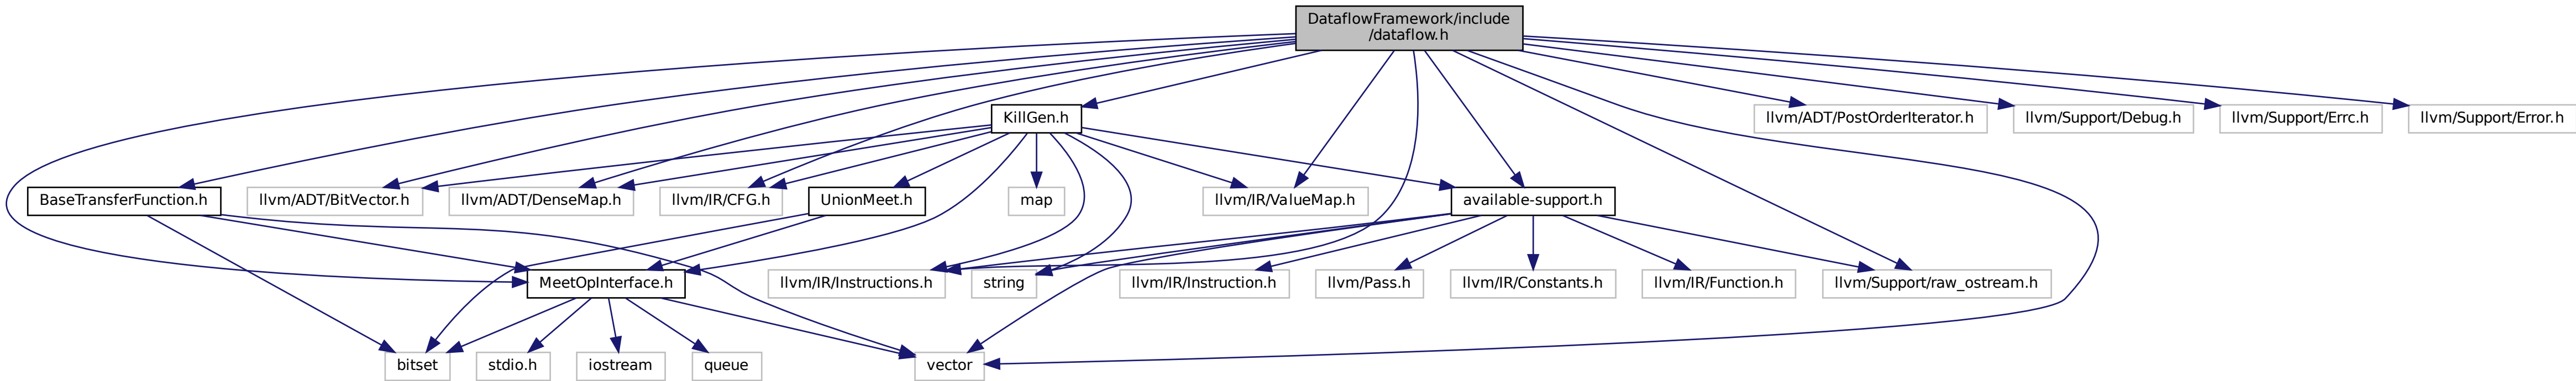 DataflowFramework/include
/dataflow.h
KillGen.h
llvm/ADT/PostOrderIterator.h
llvm/Support/Debug.h
llvm/Support/Errc.h
llvm/Support/Error.h
BaseTransferFunction.h
llvm/ADT/BitVector.h
llvm/ADT/DenseMap.h
llvm/IR/CFG.h
UnionMeet.h
map
llvm/IR/ValueMap.h
available-support.h
MeetOpInterface.h
llvm/IR/Instructions.h
string
llvm/IR/Instruction.h
llvm/Pass.h
llvm/IR/Constants.h
llvm/IR/Function.h
llvm/Support/raw_ostream.h
bitset
stdio.h
iostream
queue
vector